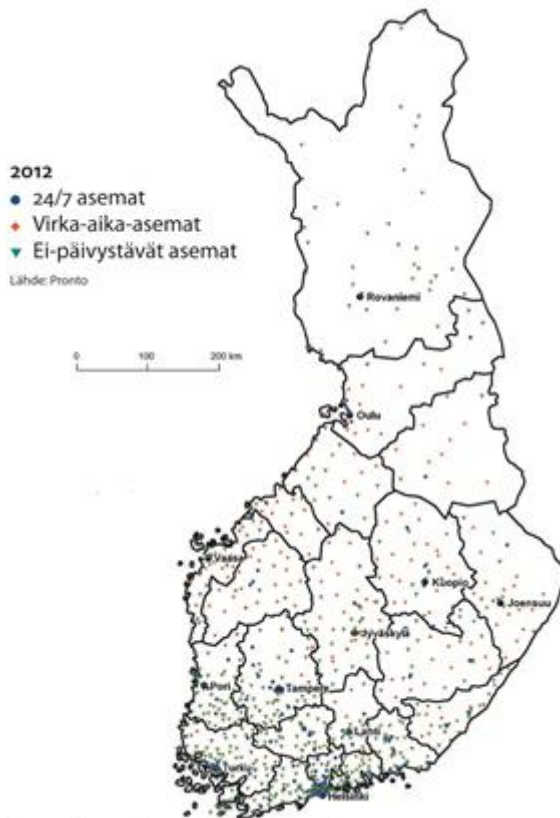 2012
24/7 asemat
Virka-aika-asemat
Ei-päivystävät asemat
Lähde: Pronto
0 100 200 km
Rovaniemi
Oulu
Vaasa
Kuopio
Joensuu
Jyväskylä
Pori
Tampere
Lahti
Turku
Helsinki